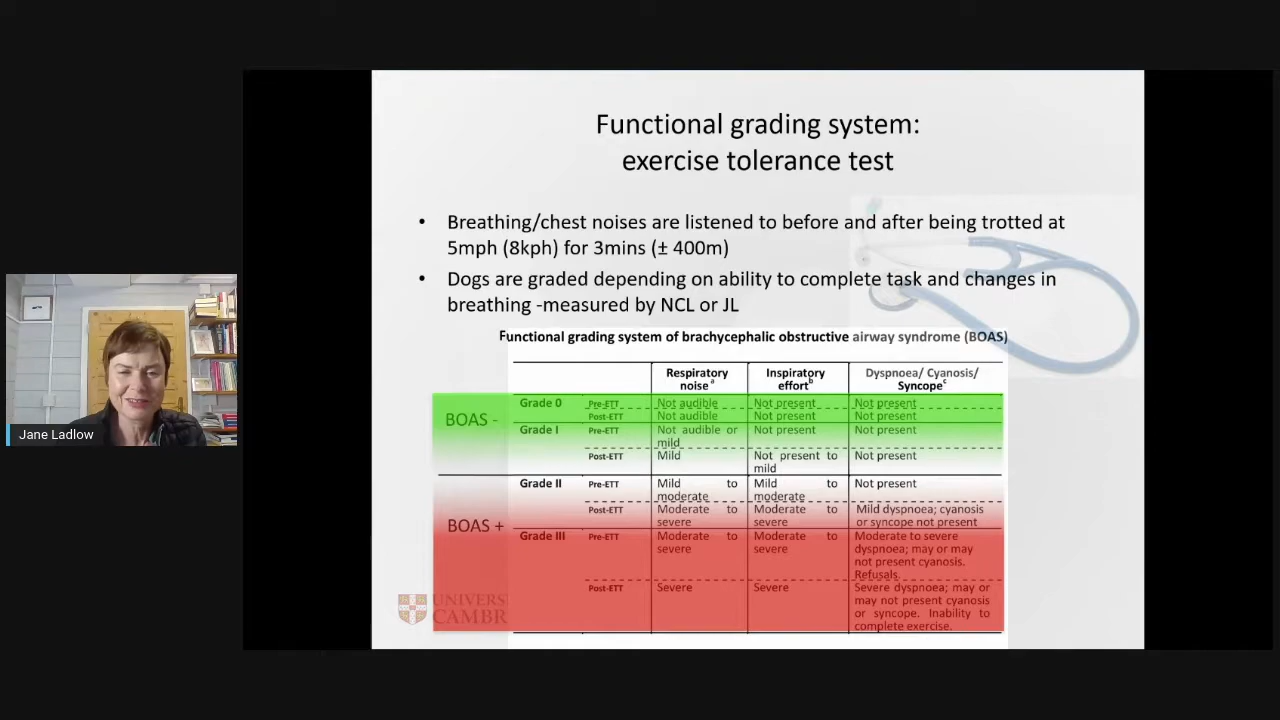 Functional grading system:
exercise tolerance test
• Breathing/chest noises are listened to before and after being trotted at
5mph (8kph) for 3mins (± 400m)
• Dogs are graded depending on ability to complete task and changes in
breathing -measured by NCL or JL
Functional grading system of brachycephalic obstructive airway syndrome (BOAS)
Respiratory noise a Inspiratory effort b Dyspnoea/ Cyanosis/ Syncope c
BOAS -
Grade 0 Pre-ETT Not audible Not present Not present
Post-ETT Not audible Not present Not present
Grade I Pre-ETT Not audible or mild Not present Not present
Post-ETT Mild Not present to mild Not present
BOAS +
Grade II Pre-ETT Mild to moderate Mild to moderate Not present
Post-ETT Moderate to severe Moderate to severe Mild dyspnoea; cyanosis or syncope not present
Grade III Pre-ETT Moderate to severe Moderate to severe Moderate to severe dyspnoea; may or may not present cyanosis. Refusals.
Post-ETT Severe Severe Severe dyspnoea; may or may not present cyanosis or syncope. Inability to complete exercise.
Jane Ladlow